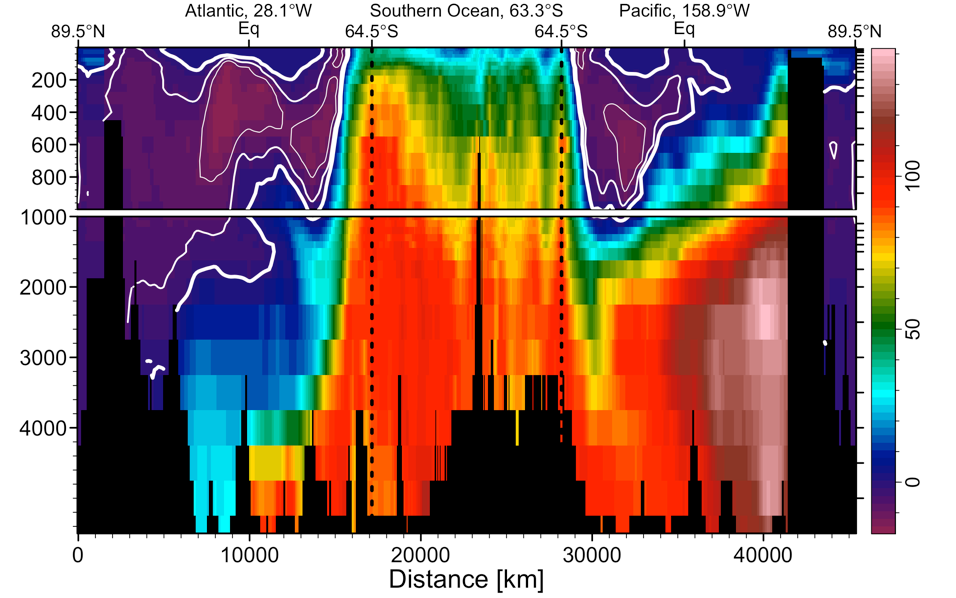 Atlantic, 28.1°W Southern Ocean, 63.3°S Pacific, 158.9°W
89.5°N Eq 64.5°S 64.5°S Eq 89.5°N
200
400
600
800
1000
2000
3000
4000
100
50
0
0 10000 20000 30000 40000
Distance [km]